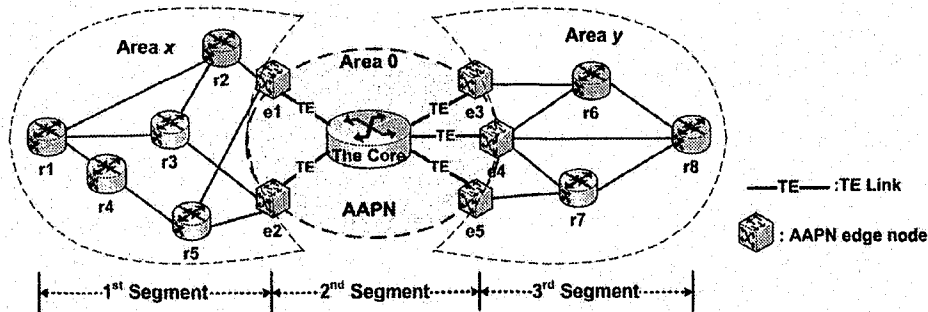 Area x
r2
r1
r3
r4
r5
e1
e2
Area 0
TE
TE
The Core
TE
TE
TE
AAPN
Area y
e3
e4
e5
r6
r7
r8
TE :TE Link
: AAPN edge node
1st Segment
2nd Segment
3rd Segment